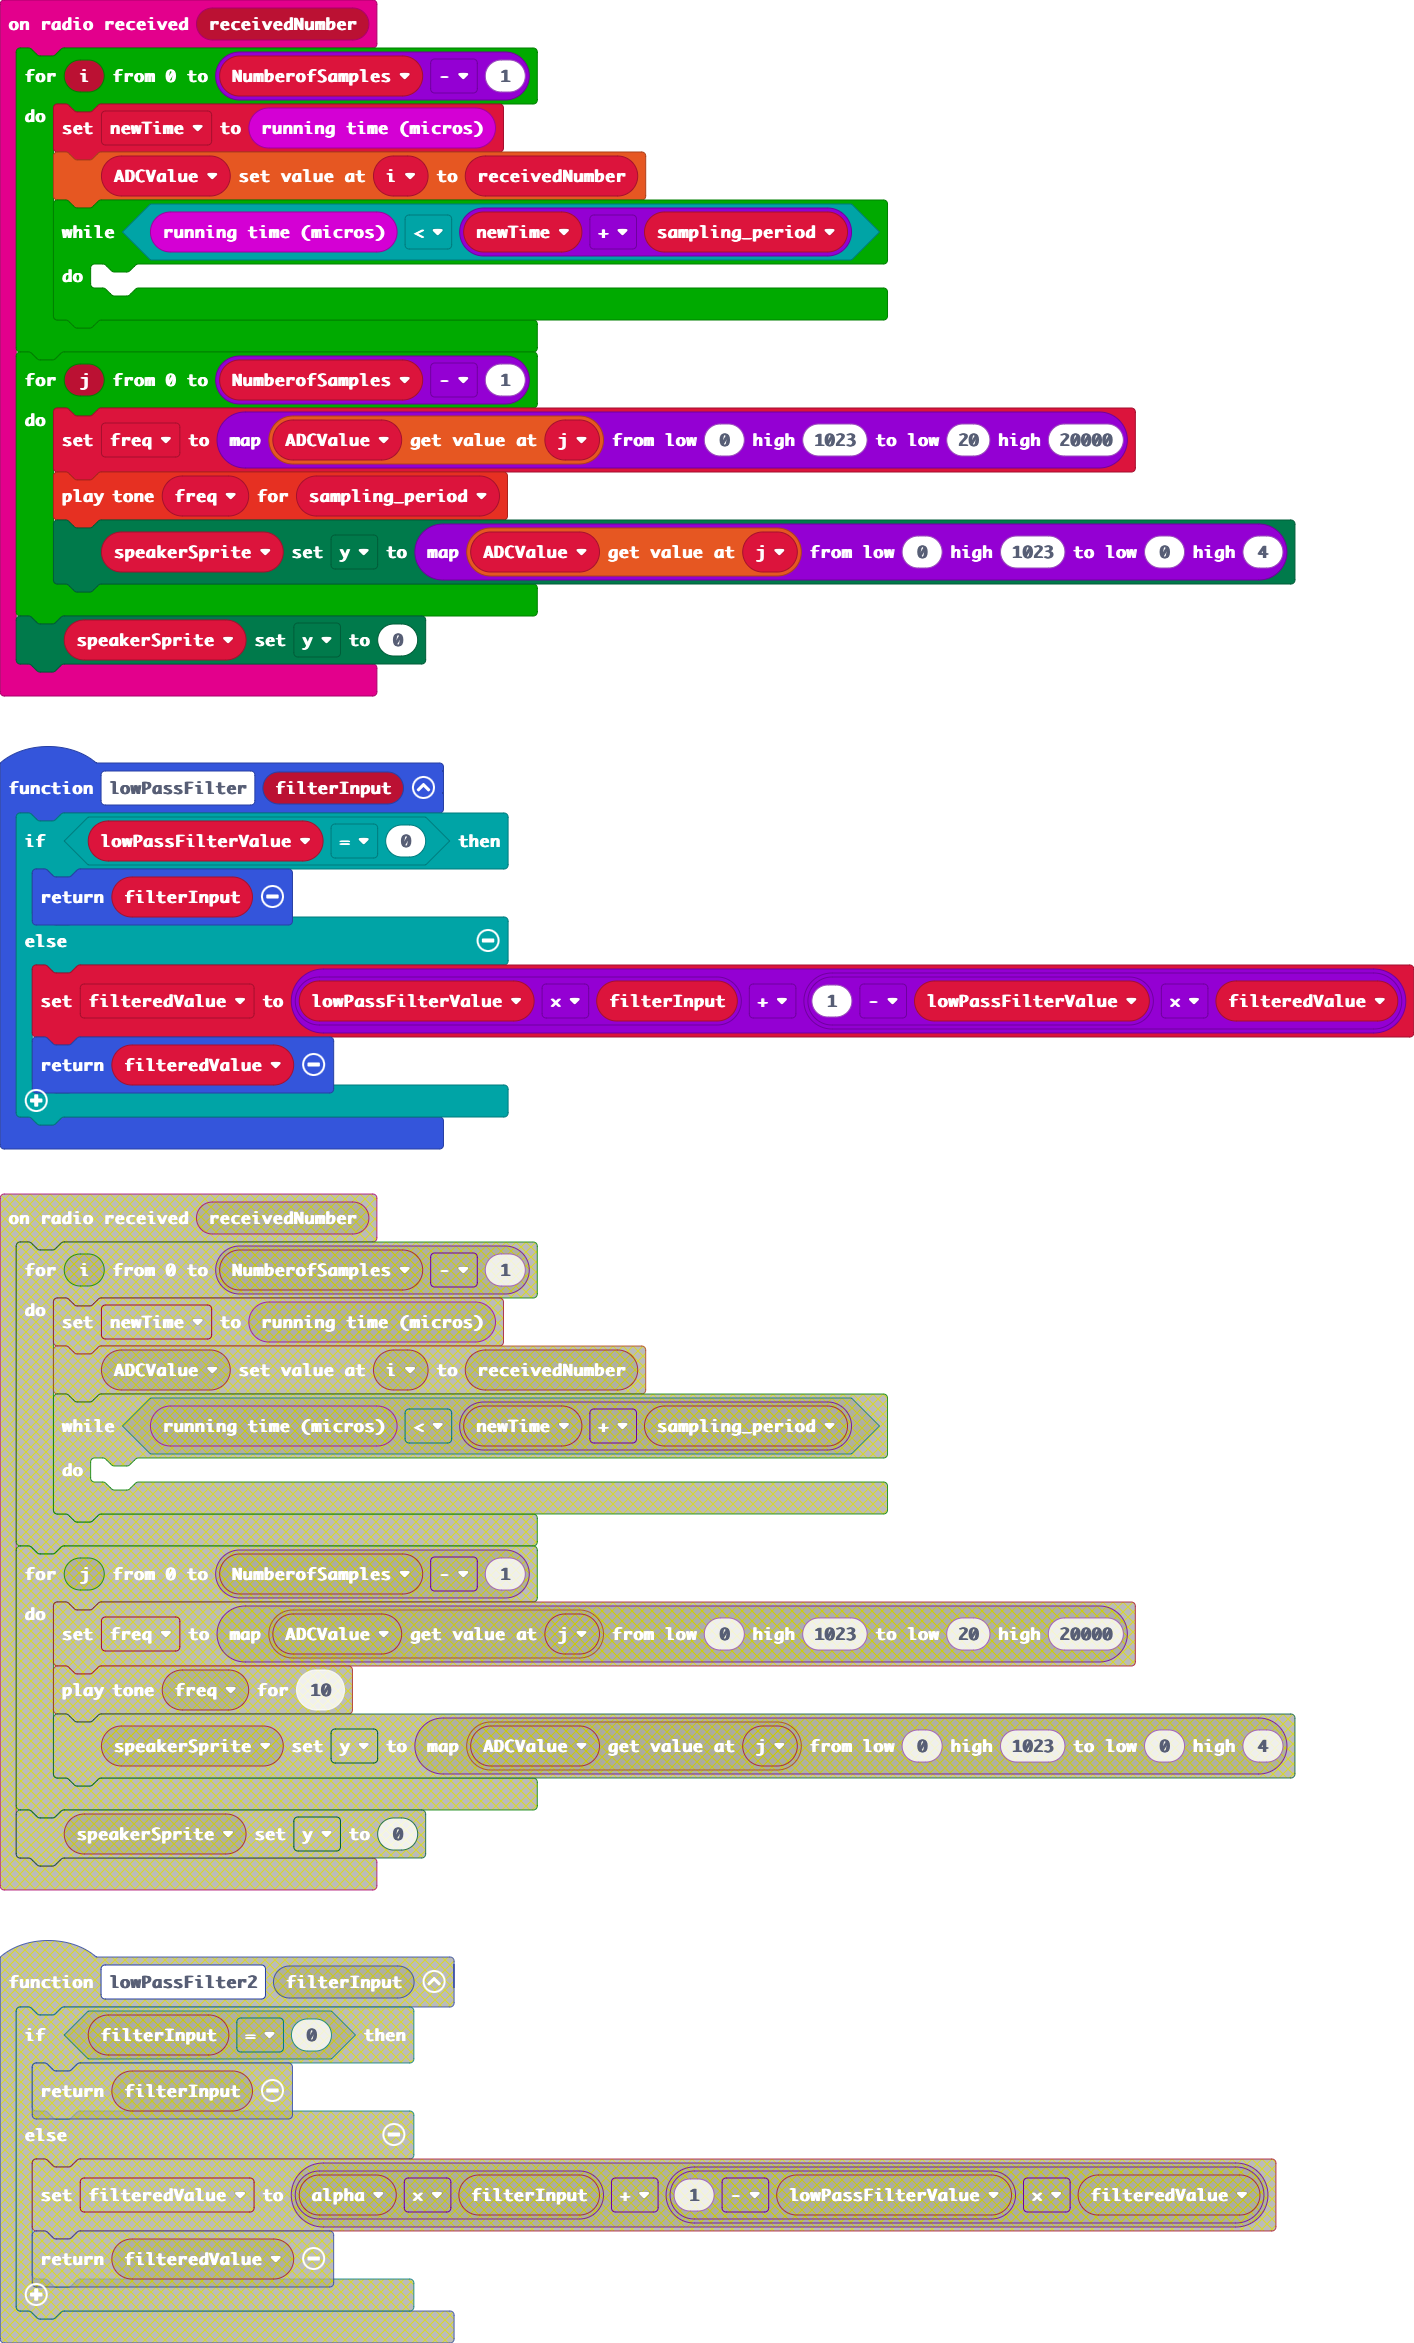 on radio received receivedNumber
for i from 0 to NumberofSamples - 1
do
set newTime to running time (micros)
ADCValue set value at i to receivedNumber
while running time (micros) < newTime + sampling_period
do
for j from 0 to NumberofSamples - 1
do
set freq to map ADCValue get value at j from low 0 high 1023 to low 20 high 20000
play tone freq for sampling_period
speakerSprite set y to map ADCValue get value at j from low 0 high 1023 to low 0 high 4
speakerSprite set y to 0
function lowPassFilter filterInput
if lowPassFilterValue = 0 then
return filterInput
else
set filteredValue to lowPassFilterValue x filterInput + 1 - lowPassFilterValue x filteredValue
return filteredValue
on radio received receivedNumber
for i from 0 to NumberofSamples - 1
do
set newTime to running time (micros)
ADCValue set value at i to receivedNumber
while running time (micros) < newTime + sampling_period
do
for j from 0 to NumberofSamples - 1
do
set freq to map ADCValue get value at j from low 0 high 1023 to low 20 high 20000
play tone freq for 10
speakerSprite set y to map ADCValue get value at j from low 0 high 1023 to low 0 high 4
speakerSprite set y to 0
function lowPassFilter2 filterInput
if filterInput = 0 then
return filterInput
else
set filteredValue to alpha x filterInput + 1 - lowPassFilterValue x filteredValue
return filteredValue